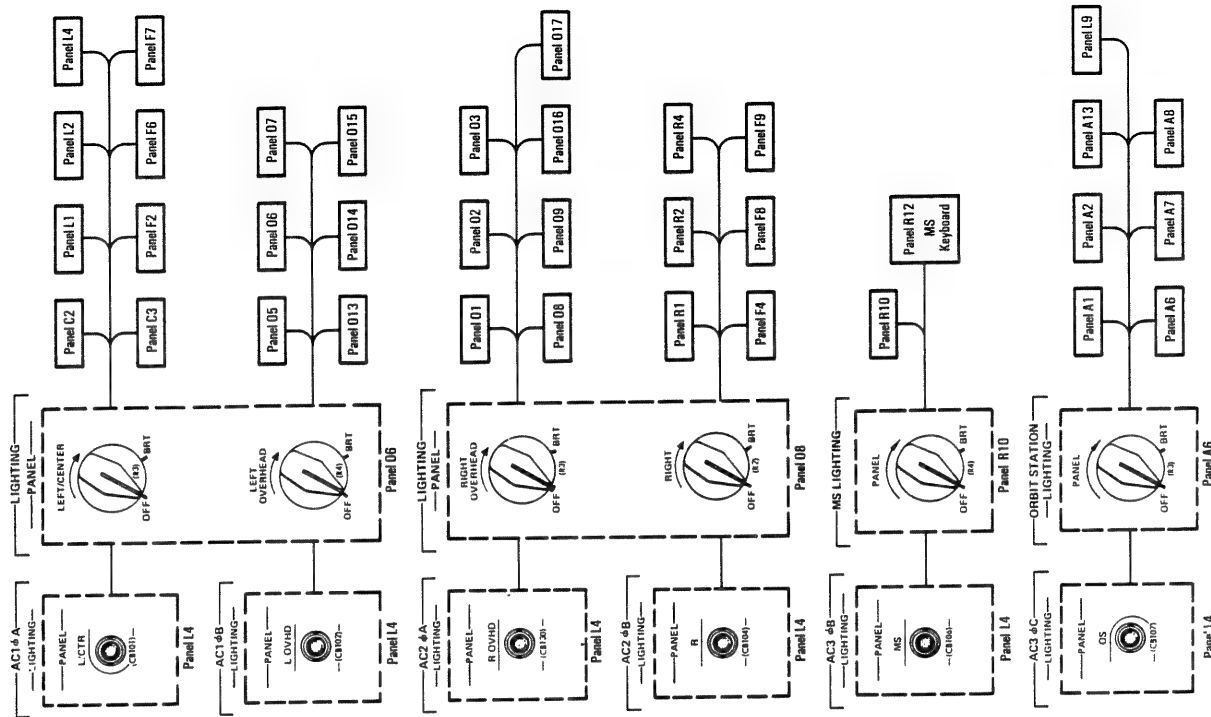 AC1 ϕA
LIGHTING
PANEL
L/CTR
(CB101)
Panel L4
LIGHTING
PANEL
LEFT/CENTER
(R3)
OFF
BRT
Panel C2
Panel L1
Panel L2
Panel L4
Panel C3
Panel F2
Panel F6
Panel F7
AC1 ϕB
LIGHTING
PANEL
L OVHD
(CB102)
Panel L4
LEFT
OVERHEAD
(R4)
OFF
BRT
Panel O6
Panel O5
Panel O6
Panel O7
Panel O13
Panel O14
Panel O15
AC2 ϕA
LIGHTING
PANEL
R OVHD
(CB120)
Panel L4
LIGHTING
PANEL
RIGHT
OVERHEAD
(R3)
OFF
BRT
Panel O1
Panel O2
Panel O3
Panel O17
Panel O8
Panel O9
Panel O16
AC2 ϕB
LIGHTING
PANEL
R
(CB104)
Panel L4
RIGHT
(R2)
OFF
BRT
Panel O8
Panel R1
Panel R2
Panel R4
Panel F4
Panel F8
Panel F9
AC3 ϕB
LIGHTING
PANEL
MS
(CB106)
Panel L4
MS LIGHTING
PANEL
(R4)
OFF
BRT
Panel R10
Panel R10
Panel R12
MS
Keyboard
AC3 ϕC
LIGHTING
PANEL
OS
(CB107)
Panel L4
ORBIT STATION
LIGHTING
PANEL
(R3)
OFF
BRT
Panel A6
Panel A1
Panel A2
Panel A13
Panel L9
Panel A6
Panel A7
Panel A8